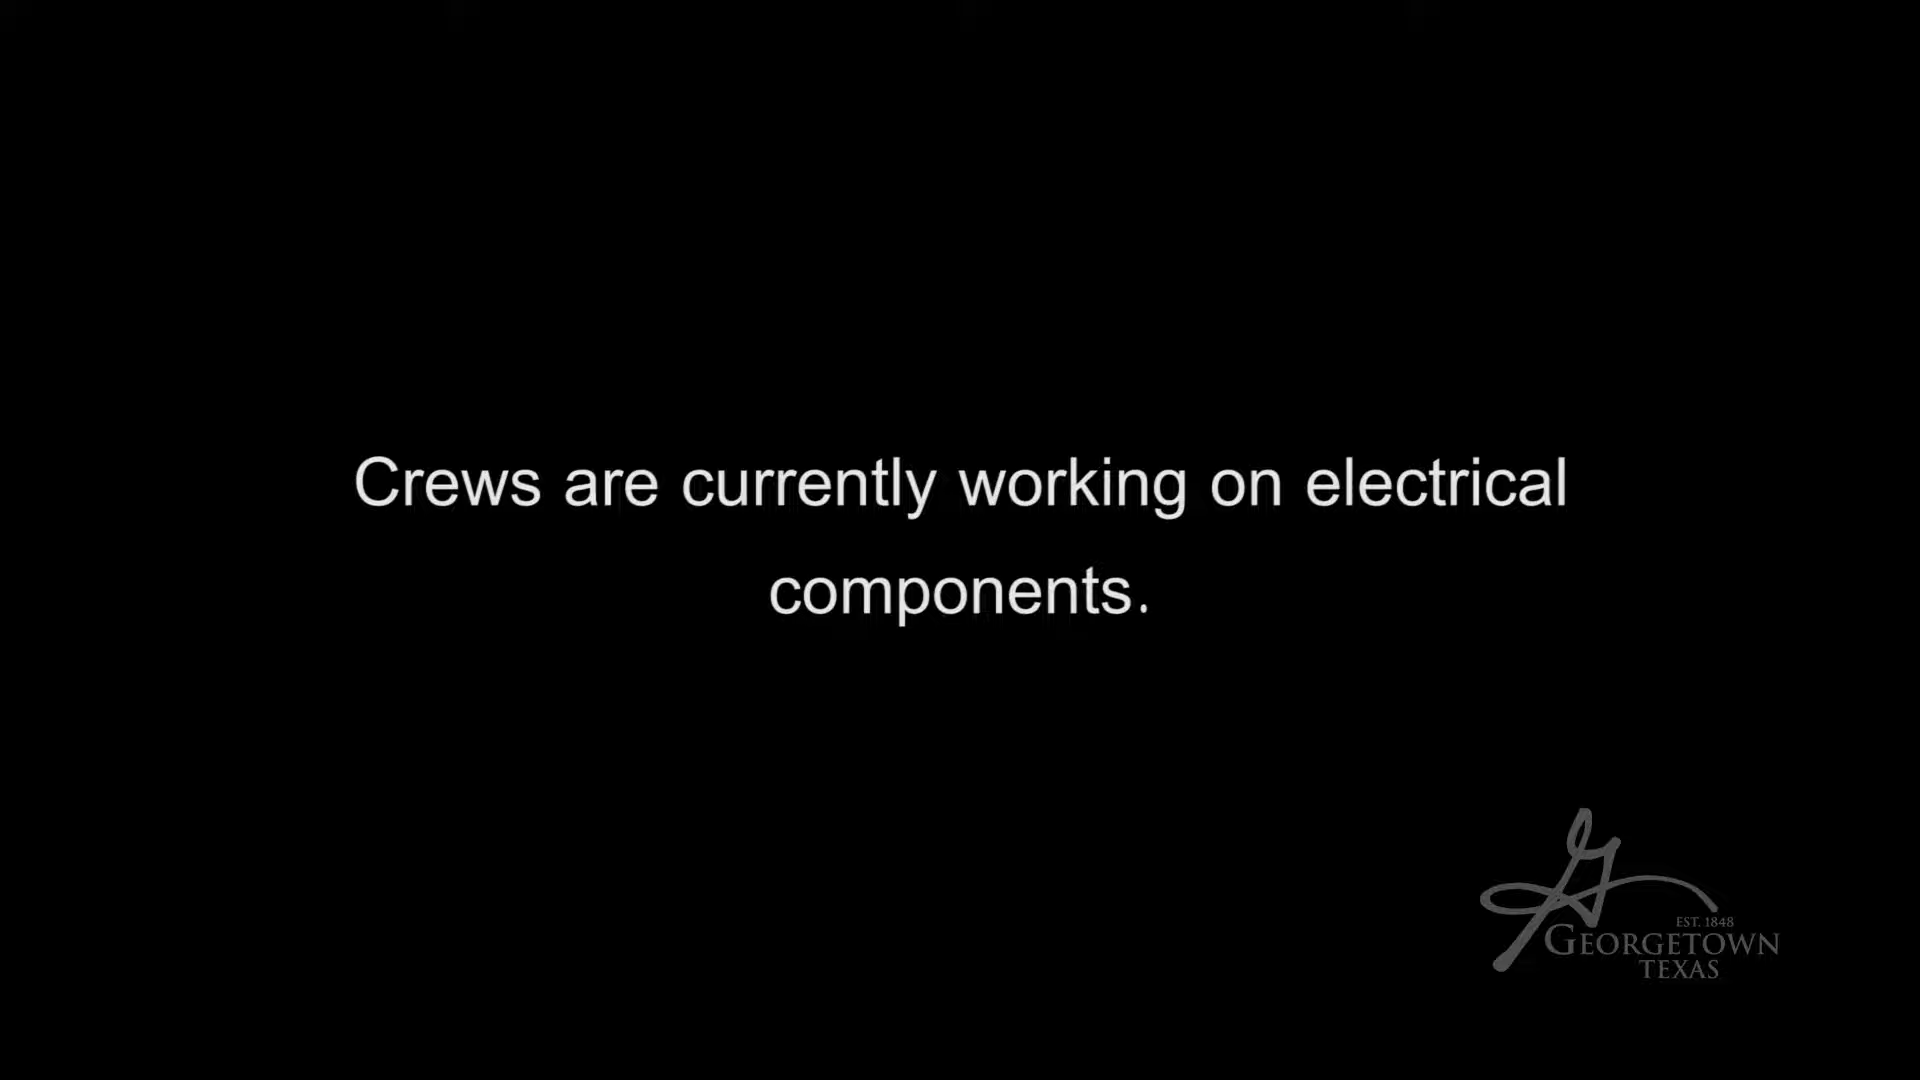 Crews are currently working on electrical
components.
EST. 1848
GEORGETOWN
TEXAS